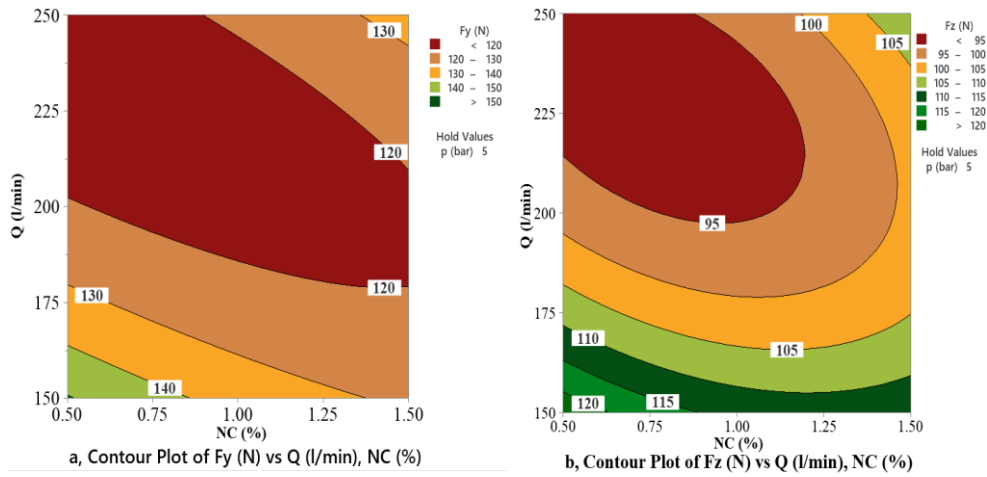 250
225
200
175
150
Q (l/min)
0.50
0.75
1.00
1.25
1.50
NC (%)
130
120
120
130
140
Fy (N)
< 120
120 – 130
130 – 140
140 – 150
> 150
Hold Values
p (bar) 5
a, Contour Plot of Fy (N) vs Q (l/min), NC (%)
250
225
200
175
150
Q (l/min)
0.50
0.75
1.00
1.25
1.50
NC (%)
100
105
95
105
110
115
120
Fz (N)
< 95
95 – 100
100 – 105
105 – 110
110 – 115
115 – 120
> 120
Hold Values
p (bar) 5
b, Contour Plot of Fz (N) vs Q (l/min), NC (%)